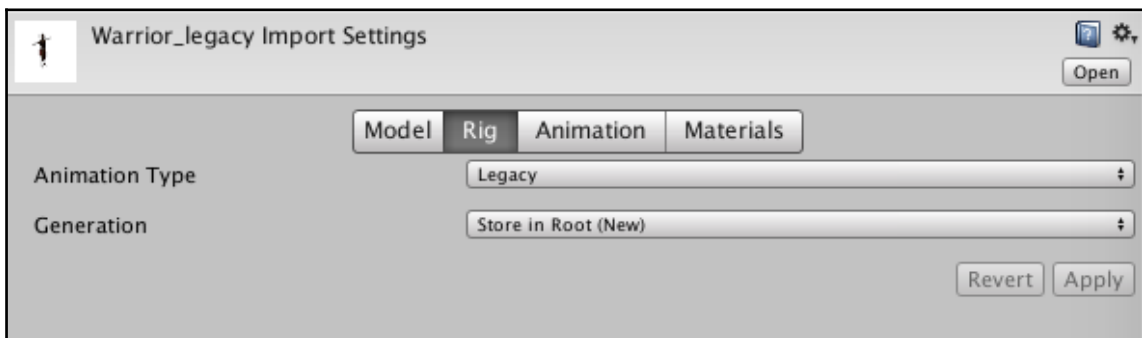 Warrior_legacy Import Settings
Open
Model Rig Animation Materials
Animation Type Legacy
Generation Store in Root (New)
Revert Apply